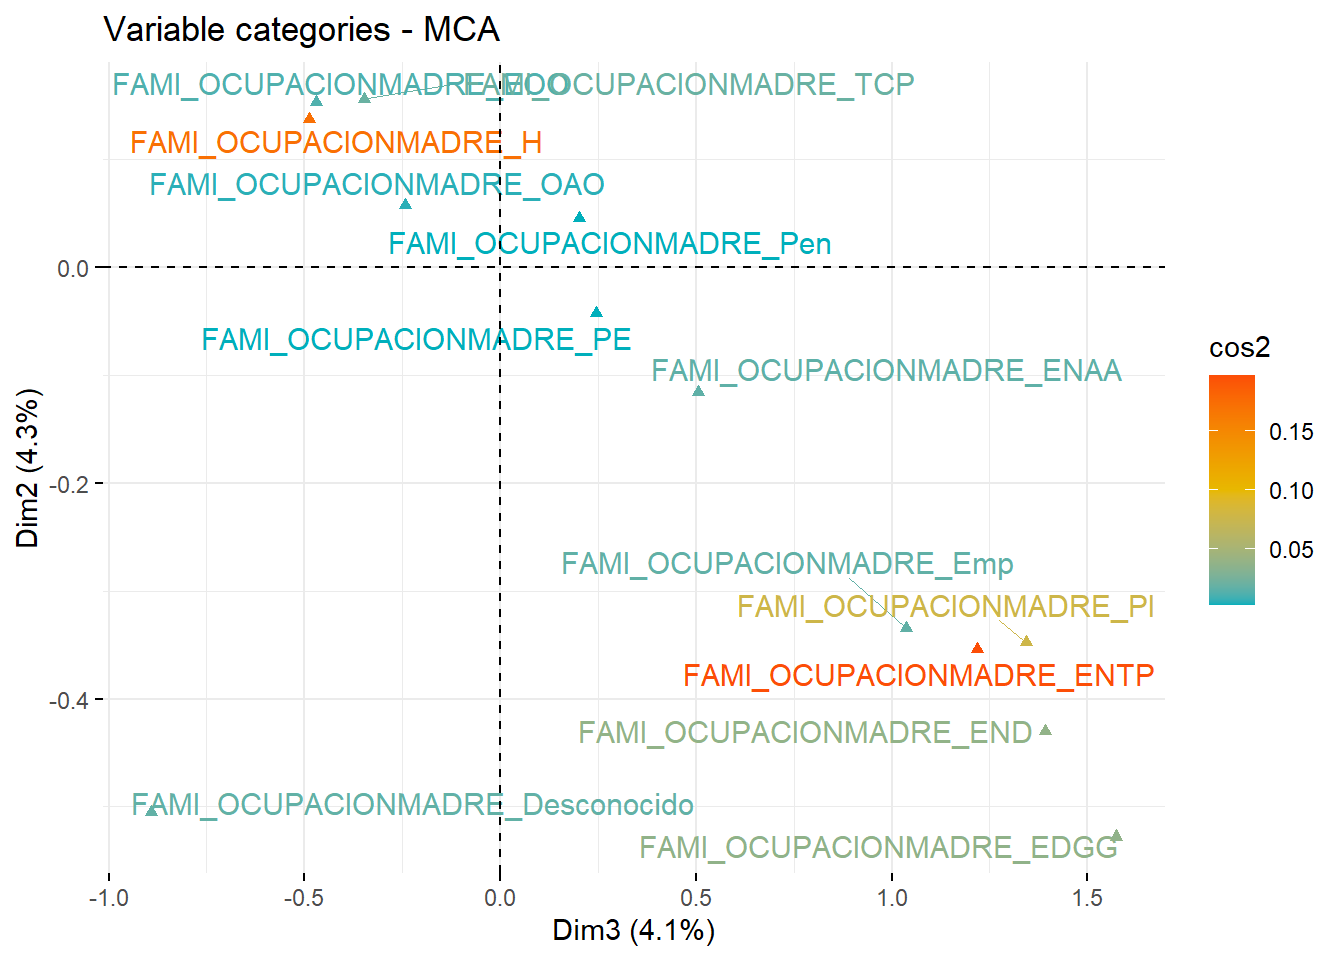 Variable categories - MCA
FAMI_OCUPACIONMADRE_TCP
FAMI_OCUPACIONMADRE_H
FAMI_OCUPACIONMADRE_OAO
FAMI_OCUPACIONMADRE_Pen
0.0
FAMI_OCUPACIONMADRE_PE
cos2
FAMI_OCUPACIONMADRE_ENAA
0.15
0.10
0.05
Dim2 (4.3%)
-0.2
FAMI_OCUPACIONMADRE_Emp
FAMI_OCUPACIONMADRE_PI
FAMI_OCUPACIONMADRE_ENTP
-0.4
FAMI_OCUPACIONMADRE_END
FAMI_OCUPACIONMADRE_Desconocido
FAMI_OCUPACIONMADRE_EDGG
-1.0 -0.5 0.0 0.5 1.0 1.5
Dim3 (4.1%)